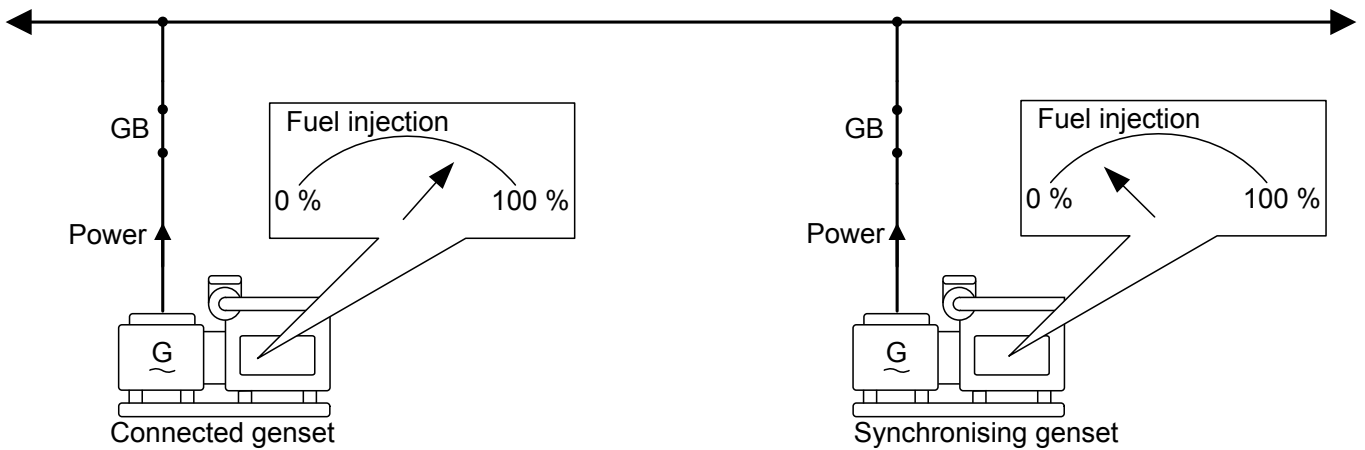 GB
Fuel injection
0 %
100 %
Power
G
Connected genset
GB
Fuel injection
0 %
100 %
Power
G
Synchronising genset